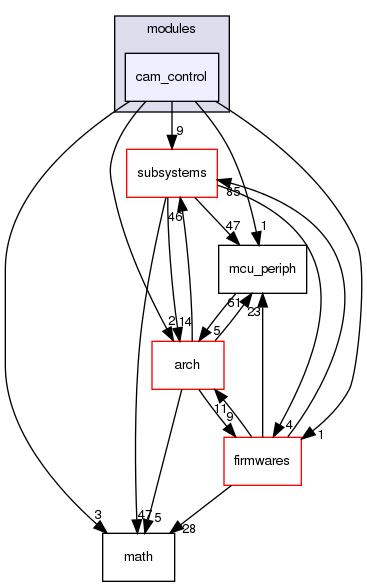 modules
cam_control
9
subsystems
85
46
47
1
mcu_periph
61
23
2
14
5
arch
11
9
4
1
firmwares
3
47
5
28
math